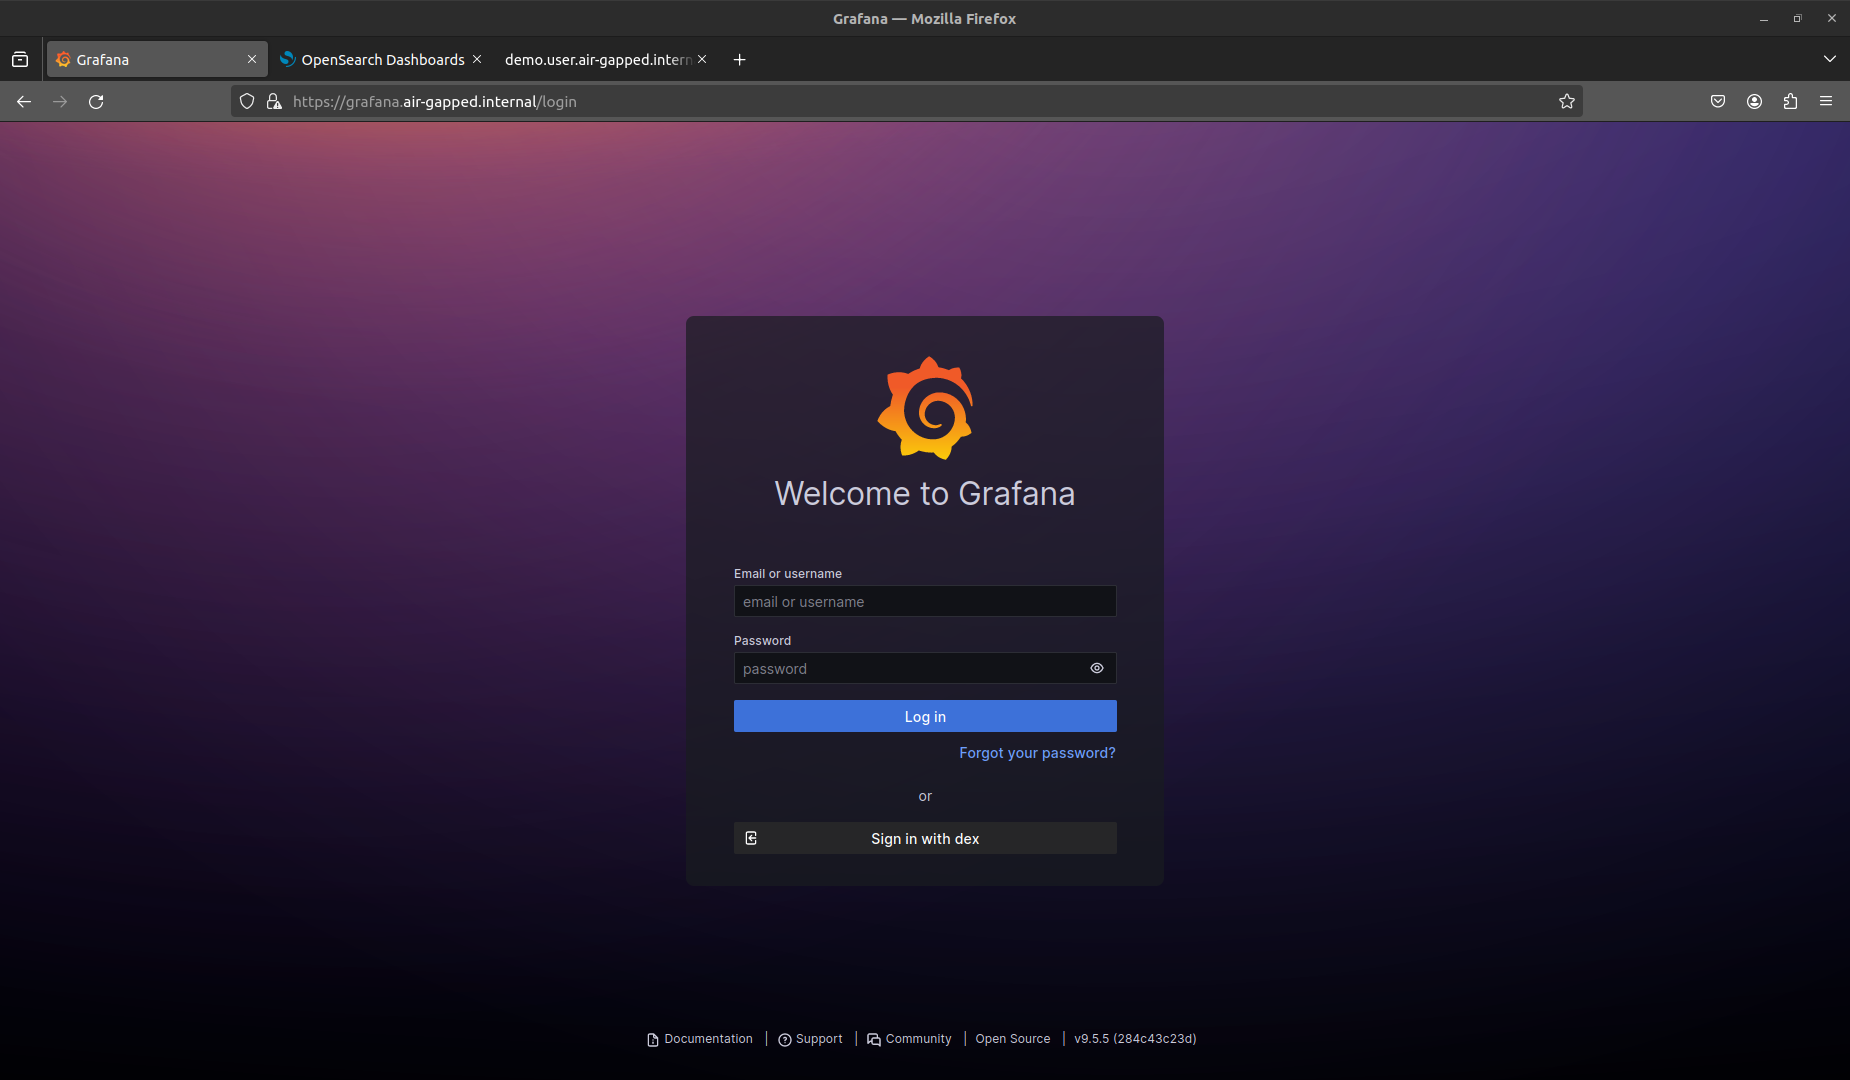 Grafana — Mozilla Firefox
Grafana
OpenSearch Dashboards
demo.user.air-gapped.intern
https://grafana.air-gapped.internal/login
Welcome to Grafana
Email or username
email or username
Password
password
Log in
Forgot your password?
or
Sign in with dex
Documentation | Support | Community | Open Source | v9.5.5 (284c43c23d)